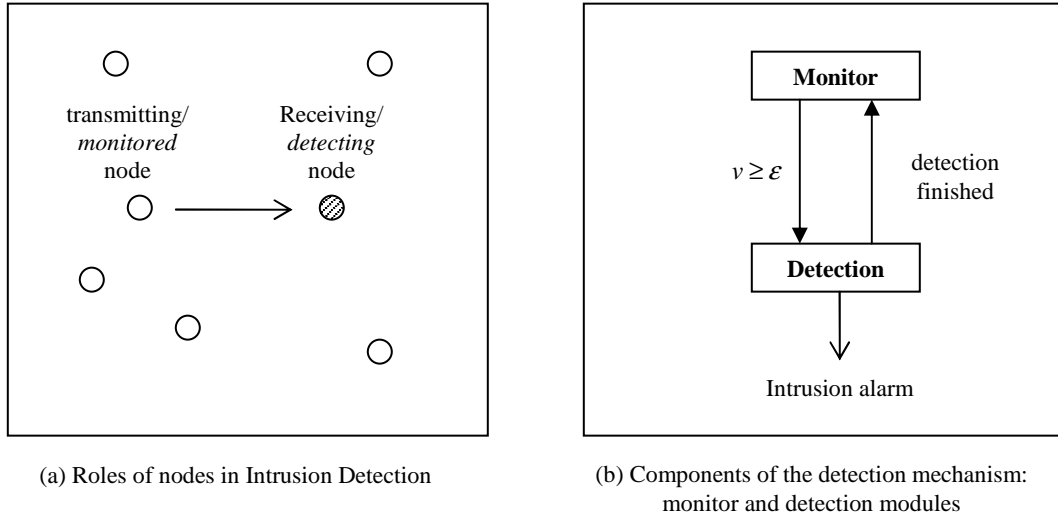 transmitting/
monitored
node
Receiving/
detecting
node
(a) Roles of nodes in Intrusion Detection
Monitor
v ≥ ε
detection
finished
Detection
Intrusion alarm
(b) Components of the detection mechanism:
monitor and detection modules